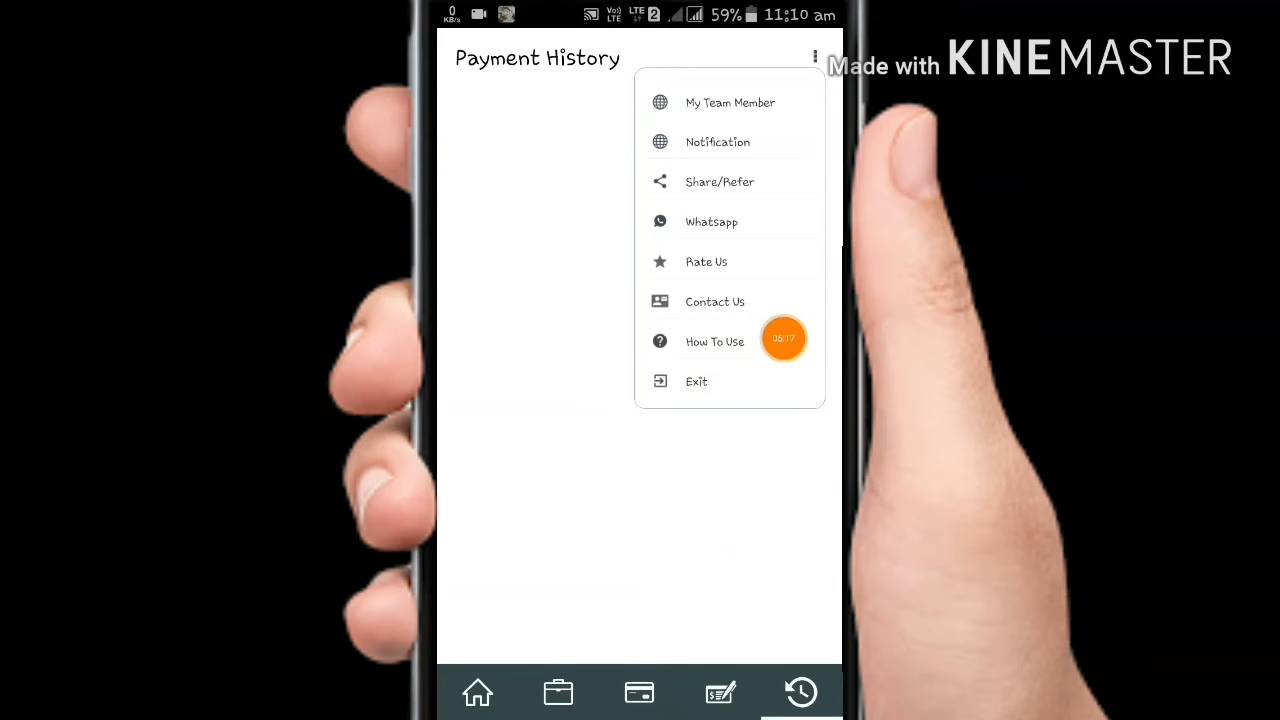 0
KB/s
Vo)
LTE
LTE
2
59%
11:10 am
Payment History
Made with KINEMASTER
My Team Member
Notification
Share/Refer
Whatsapp
Rate Us
Contact Us
05:17
How To Use
Exit